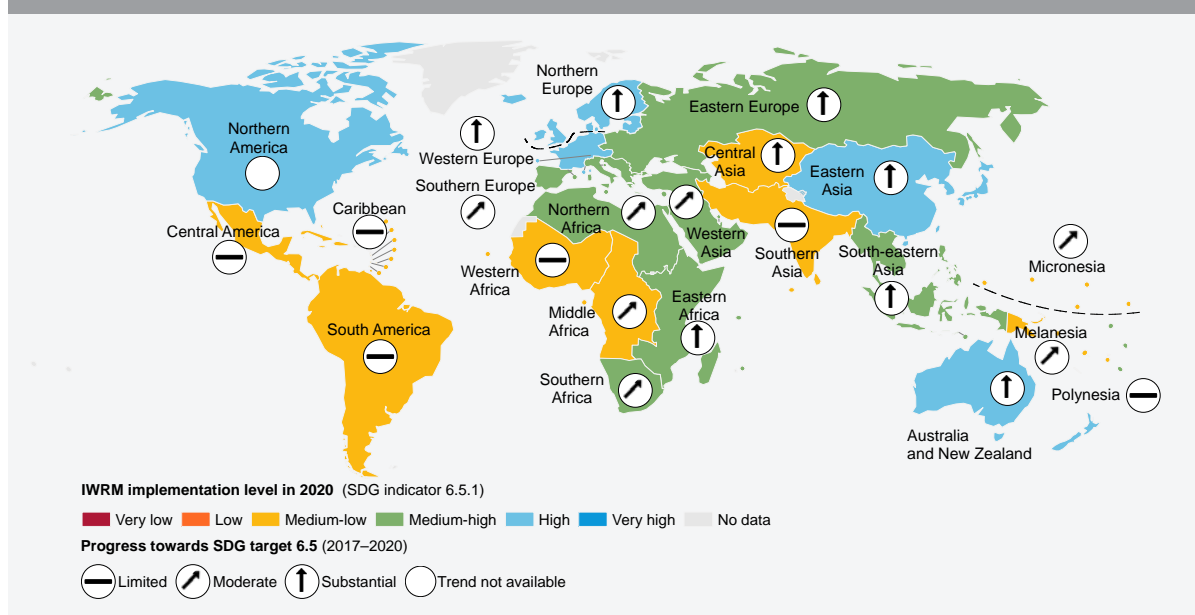 Northern
Europe
Eastern Europe
Northern
America
Western Europe
Central
Asia
Eastern
Asia
Southern Europe
Caribbean
Northern
Africa
Central America
Western
Asia
Southern
Asia
South-eastern
Asia
Micronesia
Western
Africa
Eastern
Africa
Middle
Africa
South America
Melanesia
Southern
Africa
Polynesia
Australia
and New Zealand
IWRM implementation level in 2020 (SDG indicator 6.5.1)
Very low Low Medium-low Medium-high High Very high No data
Progress towards SDG target 6.5 (2017–2020)
Limited Moderate Substantial Trend not available